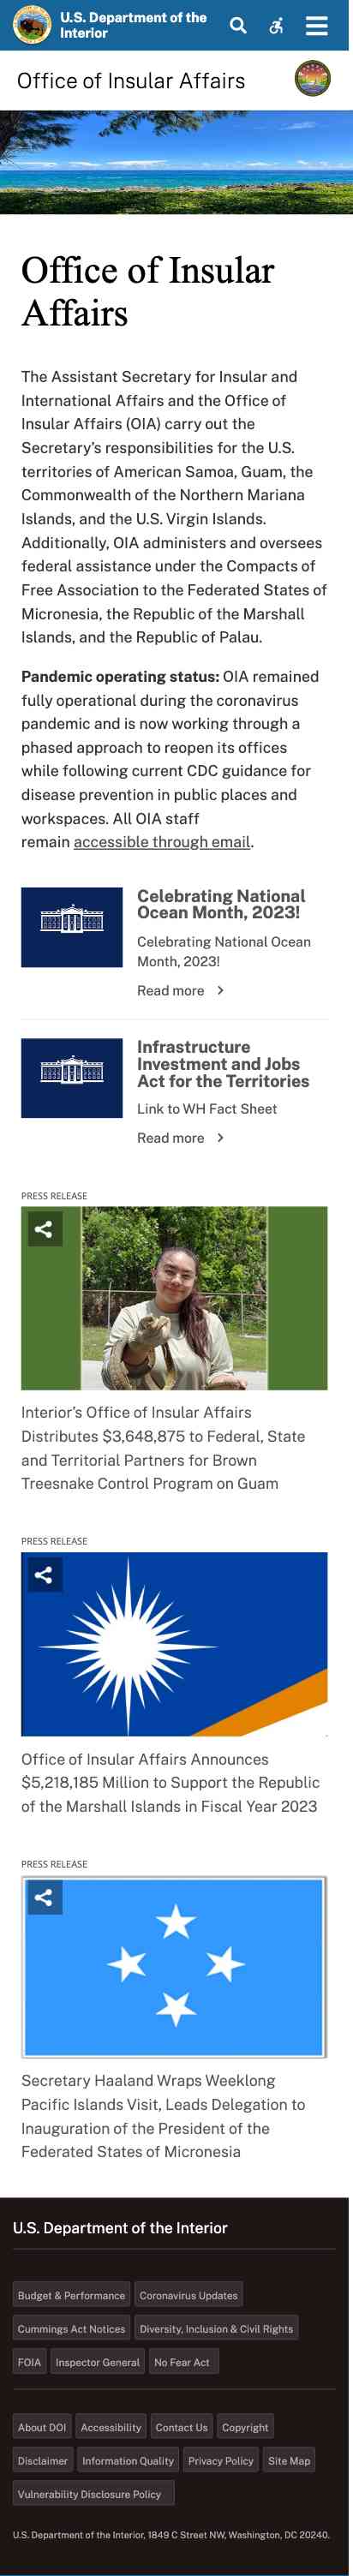 U.S. Department of the
Interior
Office of Insular Affairs
Office of Insular
Affairs
The Assistant Secretary for Insular and
International Affairs and the Office of
Insular Affairs (OIA) carry out the
Secretary's responsibilities for the U.S.
territories of American Samoa, Guam, the
Commonwealth of the Northern Mariana
Islands, and the U.S. Virgin Islands.
Additionally, OIA administers and oversees
federal assistance under the Compacts of
Free Association to the Federated States of
Micronesia, the Republic of the Marshall
Islands, and the Republic of Palau.
Pandemic operating status: OIA remained
fully operational during the coronavirus
pandemic and is now working through a
phased approach to reopen its offices
while following current CDC guidance for
disease prevention in public places and
workspaces. All OIA staff
remain accessible through email.
Celebrating National
Ocean Month, 2023!
Celebrating National Ocean
Month, 2023!
Read more
Infrastructure
Investment and Jobs
Act for the Territories
Link to WH Fact Sheet
Read more
PRESS RELEASE
Interior's Office of Insular Affairs
Distributes $3,648,875 to Federal, State
and Territorial Partners for Brown
Treesnake Control Program on Guam
PRESS RELEASE
Office of Insular Affairs Announces
$5,218,185 Million to Support the Republic
of the Marshall Islands in Fiscal Year 2023
PRESS RELEASE
Secretary Haaland Wraps Weeklong
Pacific Islands Visit, Leads Delegation to
Inauguration of the President of the
Federated States of Micronesia
U.S. Department of the Interior
Budget & Performance Coronavirus Updates
Cummings Act Notices Diversity, Inclusion & Civil Rights
FOIA Inspector General No Fear Act
About DOI Accessibility Contact Us Copyright
Disclaimer Information Quality Privacy Policy Site Map
Vulnerability Disclosure Policy
U.S. Department of the Interior, 1849 C Street NW, Washington, DC 20240.